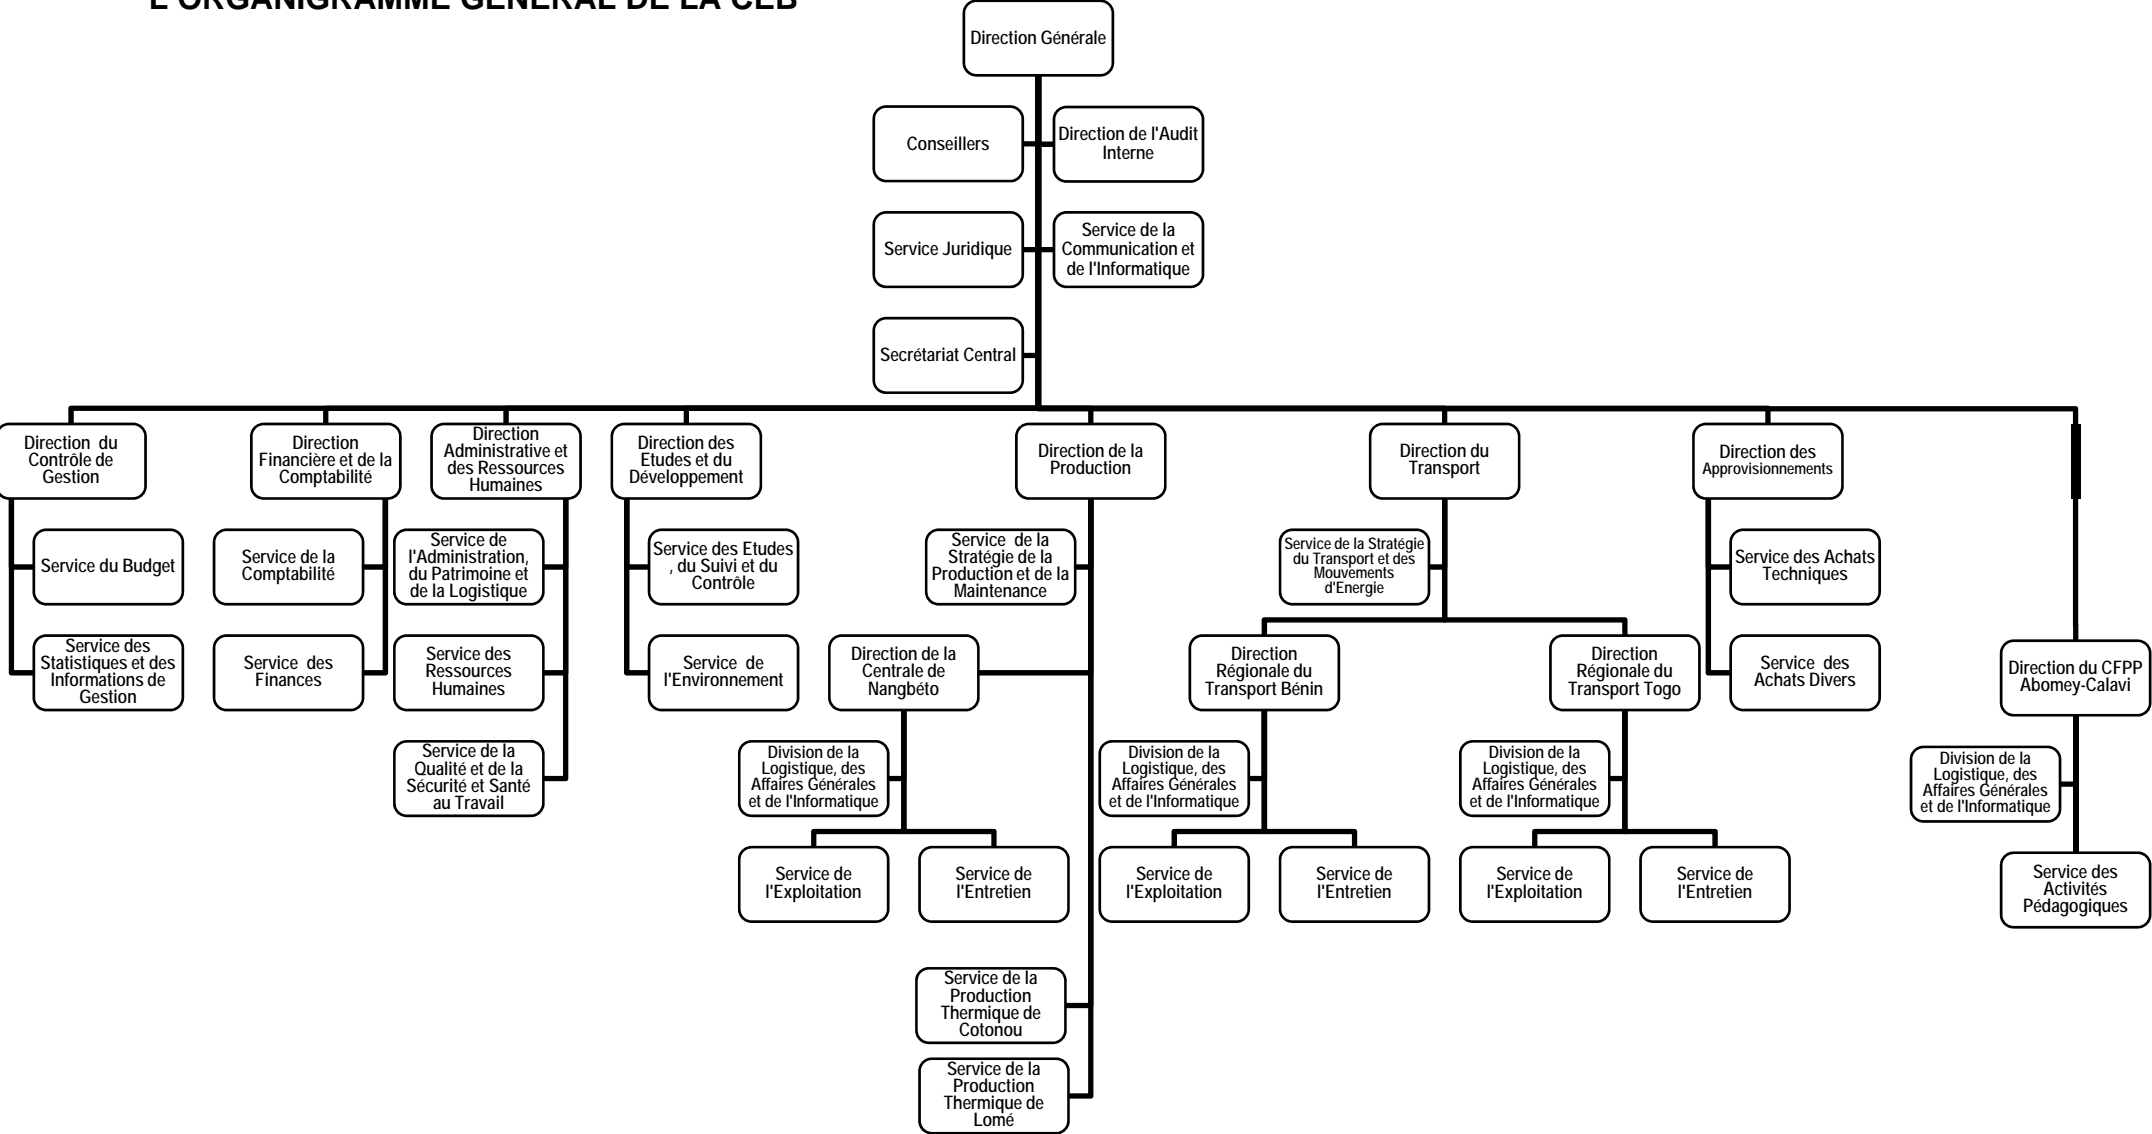 L'ORGANIGRAMME GENERAL DE LA CEB
Direction Générale
Conseillers
Direction de l'Audit
Interne
Service Juridique
Service de la
Communication et
de l'Informatique
Secrétariat Central
Direction du
Contrôle de
Gestion
Direction
Financière et de la
Comptabilité
Direction
Administrative et
des Ressources
Humaines
Direction des
Etudes et du
Développement
Direction de la
Production
Direction du
Transport
Direction des
Approvisionnements
Service du Budget
Service de la
Comptabilité
Service de
l'Administration,
du Patrimoine et
de la Logistique
Service des Etudes
, du Suivi et du
Contrôle
Service de la
Stratégie de la
Production et de la
Maintenance
Service de la Stratégie
du Transport et des
Mouvements
d'Energie
Service des Achats
Techniques
Service des
Statistiques et des
Informations de
Gestion
Service des
Finances
Service des
Ressources
Humaines
Service de
l'Environnement
Direction de la
Centrale de
Nangbéto
Direction
Régionale du
Transport Bénin
Direction
Régionale du
Transport Togo
Service des
Achats Divers
Direction du CFPP
Abomey-Calavi
Service de la
Qualité et de la
Sécurité et Santé
au Travail
Division de la
Logistique, des
Affaires Générales
et de l'Informatique
Division de la
Logistique, des
Affaires Générales
et de l'Informatique
Division de la
Logistique, des
Affaires Générales
et de l'Informatique
Division de la
Logistique, des
Affaires Générales
et de l'Informatique
Service de
l'Exploitation
Service de
l'Entretien
Service de
l'Exploitation
Service de
l'Entretien
Service de
l'Exploitation
Service de
l'Entretien
Service des
Activités
Pédagogiques
Service de la
Production
Thermique de
Cotonou
Service de la
Production
Thermique de
Lomé